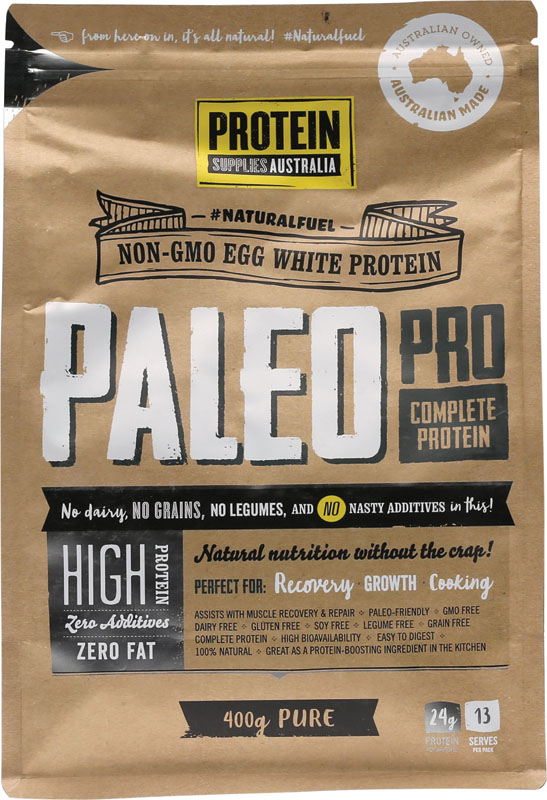 from here on in, it's all natural! #Naturalfuel
AUSTRALIAN OWNED
AUSTRALIAN MADE
PROTEIN
SUPPLIES AUSTRALIA
#NATURALFUEL
NON-GMO EGG WHITE PROTEIN
PALEO PRO
COMPLETE
PROTEIN
No dairy, NO GRAINS, NO LEGUMES, AND NO NASTY ADDITIVES in this!
HIGH PROTEIN
Zero Additives
ZERO FAT
Natural nutrition without the crap!
PERFECT FOR: Recovery · GROWTH · Cooking
ASSISTS WITH MUSCLE RECOVERY & REPAIR ÷ PALEO-FRIENDLY ÷ GMO FREE
DAIRY FREE ÷ GLUTEN FREE ÷ SOY FREE ÷ LEGUME FREE ÷ GRAIN FREE
COMPLETE PROTEIN ÷ HIGH BIOAVAILABILITY ÷ EASY TO DIGEST ÷
100% NATURAL ÷ GREAT AS A PROTEIN-BOOSTING INGREDIENT IN THE KITCHEN
400g PURE
24g
PROTEIN
13
SERVES
PER PACK